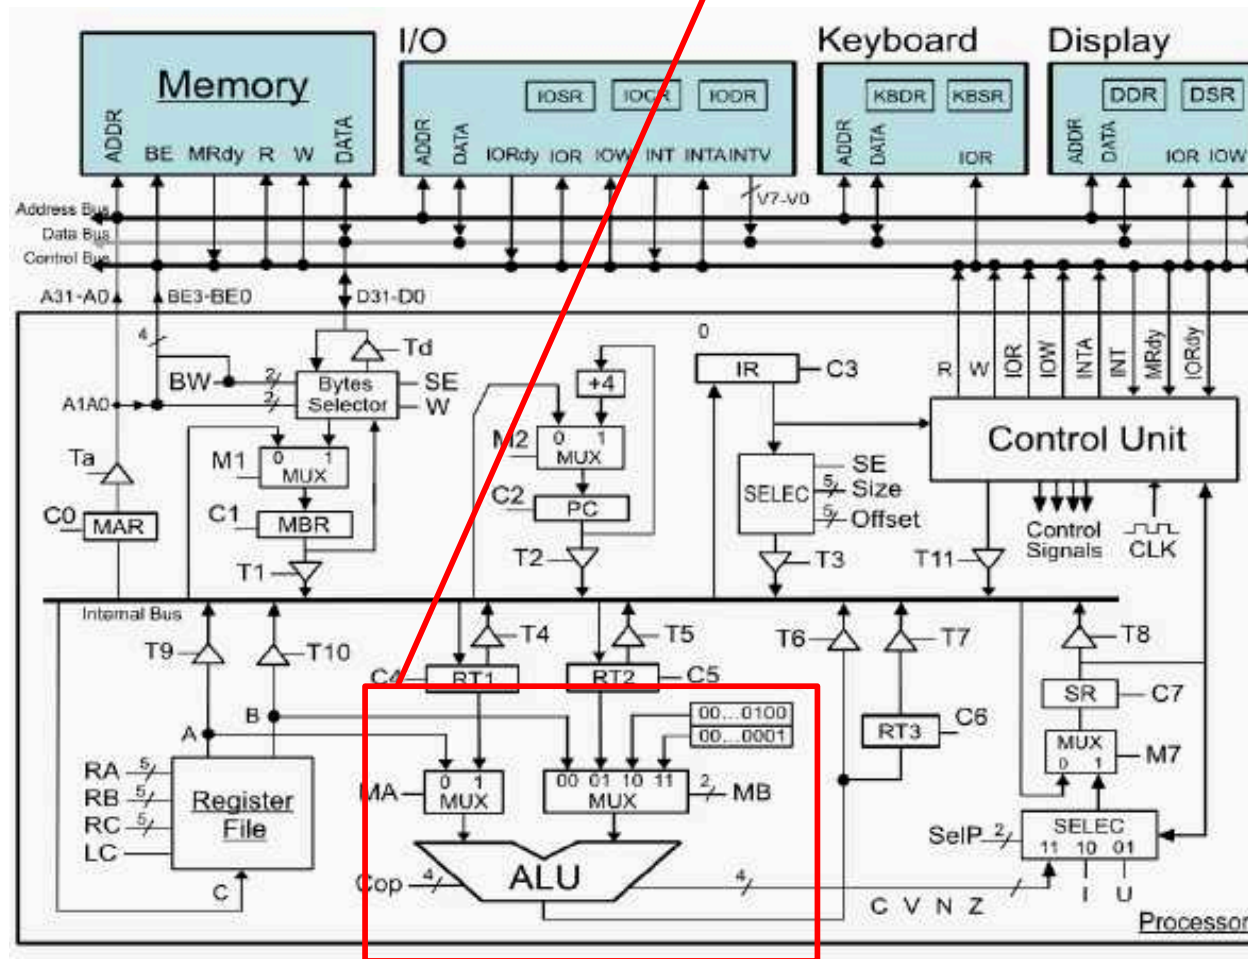 I/O Keyboard Display
Memory
IOSR IOCR IODR
KBDR KBSR
DDR DSR
ADDR BE MRdy R W DATA
ADDR DATA IORdy IOR IOW INT INTA INTV
ADDR DATA IOR
ADDR DATA IOR IOW
V7-V0
Address Bus
Data Bus
Control Bus
A31-A0 BE3-BE0 D31-D0
4 Td 0
R W IOR IOW INTA INT MRdy IORdy
BW 2 Bytes Selector SE
A1A0 2 W
+4
IR C3
Control Unit
M1 0 1 MUX
M2 0 1 MUX
SELEC SE
5 Size
5 Offset
Ta
C0 MAR
C1 MBR
C2 PC
Control Signals
CLK
T1 T2 T3 T11
Internal Bus
T9 T10 T4 T5 T6 T7 T8
C4 RT1 RT2 C5
SR C7
A B
00...0100
00...0001
RT3 C6
MUX 0 1 M7
RA 5
RB 5
RC 5
LC
Register File
MA 0 1 MUX
00 01 10 11 MUX 2 MB
SelP 2 SELEC 11 10 01
Cop 4 ALU 4
C
C V N Z I U
Processor